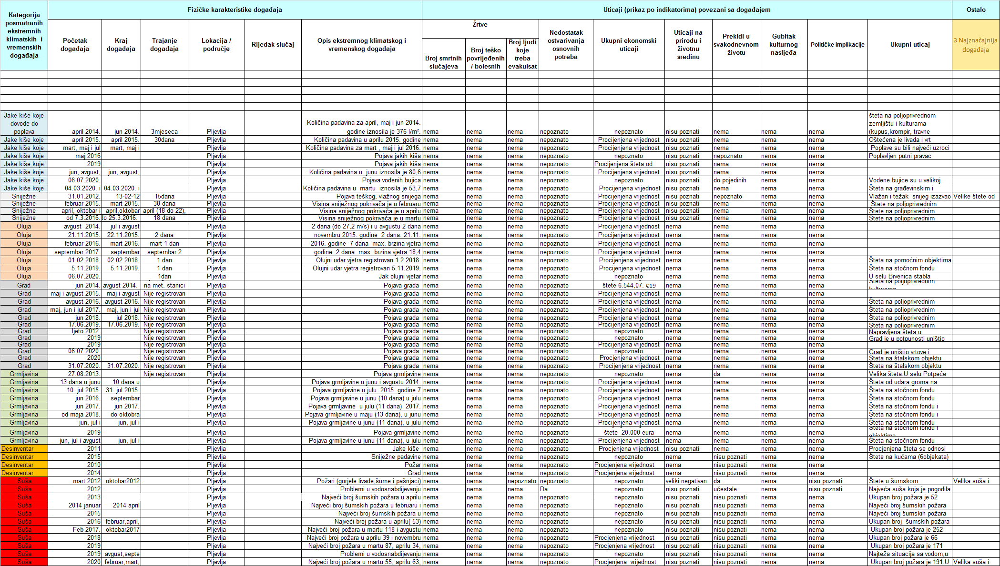 Kategorija posmatranih ekstremnih klimatskih i vremenskih događaja
Fizičke karakteristike događaja
Uticaji (prikaz po indikatorima) povezani sa događajem
Ostalo
Početak događaja
Kraj događaja
Trajanje događaja
Lokacija / područje
Rijedak slučaj
Opis ekstremnog klimatskog i vremenskog događaja
Žrtve
Broj smrtnih slučajeva
Broj teško povrijeđenih / bolesnih
Broj ljudi koje treba evakuisat
Nedostatak ostvarivanja osnovnih potreba
Ukupni ekonomski uticaji
Uticaji na prirodu i životnu sredinu
Prekidi u svakodnevnom životu
Gubitak kulturnog nasljeđa
Političke implikacije
Ukupni uticaj
3 Najznačajnija događaja
Jake kiše koje dovode do poplava april 2014. jun 2014. 3mjeseca Pljevlja Količina padavina za april, maj i jun 2014. godine iznosila je 376 l/m². nema nema nema nepoznato nepoznato nisu poznati nema nema nema šteta na poljoprivrednom zemljištu i kulturama (kupus,krompir, travne
Jake kiše koje april 2015. april 2015. 30dana Pljevlja Količina padavina u aprilu 2015. godine nema nema nema nepoznato Procijenjena vrijednost nisu poznati nema nema nema Oštećena je livada i vrt
Jake kiše koje mart, maj i jul mart, maj i Pljevlja Količina padavina za mart , maj i jul 2016. nema nema nema nepoznato Procijenjena vrijednost nisu poznati nema nema nema Poplave su bili najveći uzroci
Jake kiše koje maj 2016 Pljevlja Pojava jakih kiša nema nema nema nepoznato nepoznato nisu poznati nepoznato nema nema Poplavljen putni pravac
Jake kiše koje 2019 Pljevlja Pojava jakih kiša nema nema nema nepoznato Procijenjena šteta od nisu poznati nema nema nema
Jake kiše koje jun, avgust, jun, avgust, Pljevlja Količina padavina u junu iznosila je 80,6 nema nema nema nepoznato Procijenjena vrijednost nisu poznati nema nema nema
Jake kiše koje 06.07.2020. Pljevlja Pojava vodenih bujica nema nema nema nepoznato nepoznato nisu poznati do pojedinih nema nema Vodene bujice su u velikoj
Jake kiše koje 04.03.2020. i 04.03.2020. i Pljevlja Količina padavina u martu iznosila je 53,7 nema nema nema nepoznato Procijenjena vrijednost nisu poznati nema nema nema Šteta na građevinskim i
Sniježne 31.01.2012. 13-02-12 15dana Pljevlja Pojava teškog, vlažnog snijega nema nema nema nepoznato Procijenjena vrijednost nisu poznati nepoznato nema nema Vlažan i težak snijeg izazvao Velike štete od
Sniježne februar 2015. mart 2015. 38 dana Pljevlja Visina sniježnog pokrivača je u februaru nema nema nema nepoznato Procijenjena vrijednost nisu poznati nema nema nema Štete na poljoprivrednim
Sniježne april, oktobar i april,oktobar april (18 do 22), Pljevlja Visina sniježnog pokrivača je u aprilu nema nema nema nepoznato Procijenjena vrijednost nisu poznati nema nema nema Štete na poljoprivrednim
Sniježne od 7.3.2016. do 25.3.2016. 18 dana Pljevlja Visina sniježnog pokrivača je u martu nema nema nema nepoznato Procijenjena vrijednost nisu poznati nema nema nema Štete na poljoprivrednim
Oluja avgust 2014. jul i avgust Pljevlja 2 dana (do 27,2 m/s) i u avgustu 2 dana nema nema nema nepoznato Procijenjena vrijednost nema nema nema nema
Oluja 21.11.2015. 22.11.2015. 2 dana Pljevlja novembru 2015. godine 2 dana. 21.11. nema nema nema nepoznato Procijenjena vrijednost nema nema nema nema
Oluja februar 2016. mart 2016. mart 1 dan Pljevlja 2016. godine 7 dana max. brzina vjetra nema nema nema nepoznato Procijenjena vrijednost nema nema nema nema
Oluja septembar 2017. septembar septembar 2 Pljevlja godine 2 dana max. brzina vjetra 18,4 nema nema nema nepoznato Procijenjena vrijednost nema nema nema nema
Oluja 01.02.2018. 02.02.2018. 1 dan Pljevlja Olujni udar vjetra registrovan 1.2.2018. nema nema nema nepoznato Procijenjena vrijednost nema nema nema nema Šteta na pomoćnim objektima
Oluja 5.11.2019. 5.11.2019. 1 dan Pljevlja Olujni udar vjetra registrovan 5.11.2019. nema nema nema nepoznato Procijenjena vrijednost nema nema nema nema Šteta na stočnom fondu
Oluja 06.07.2020. 1dan Pljevlja Jak olujni vjetar nema nema nema nepoznato nepoznato nema nema nema nema U selu Brvenica stabla
Grad jun 2014. avgust 2014. na met. stanici Pljevlja Pojava grada nema nema nema nepoznato štete 6.544,07. €19 nema nema nema nema Šteta na poljoprivrednim kulturama
Grad maj i avgust 2015. maj i avgust Nije registrovan Pljevlja Pojava grada nema nema nema nepoznato Procijenjena vrijednost nema nema nema nema
Grad avgust 2016. avgust 2016. Nije registrovan Pljevlja Pojava grada nema nema nema nepoznato Procijenjena vrijednost nema nema nema nema Šteta na poljoprivrednim
Grad maj, jun i jul 2017. maj, jun i jul Nije registrovan Pljevlja Pojava grada nema nema nema nepoznato Procijenjena vrijednost nema nema nema nema Šteta na poljoprivrednim
Grad jun 2018. jul 2018. Nije registrovan Pljevlja Pojava grada nema nema nema nepoznato Procijenjena vrijednost nema nema nema nema Šteta na poljoprivrednim
Grad 17.06.2019. 17.06.2019. Nije registrovan Pljevlja Pojava grada nema nema nema nepoznato Procijenjena vrijednost nema nema nema nema Šteta na poljoprivrednim
Grad ljeto 2012. Nije registrovan Pljevlja Pojava grada nema nema nema nepoznato nepoznato nema nema nema nema Napravljena šteta u
Grad 2019 Nije registrovan Pljevlja Pojava grada nema nema nema nepoznato nepoznato nema nema nema nema Grad je u potpunosti uništio
Grad 2019 Nije registrovan Pljevlja Pojava grada nema nema nema nepoznato Procijenjena vrijednost nema nema nema nema
Grad 06.07.2020. Nije registrovan Pljevlja Pojava grada nema nema nema nepoznato nepoznato nema nema nema nema Grad je uništio vrtove i
Grad 2020 Nije registrovan Pljevlja Pojava grada nema nema nema nepoznato Procijenjena vrijednost nema nema nema nema Šteta na štalskom objektu
Grad 31.07.2020. 31.07.2020. Nije registrovan Pljevlja Pojava grada nema nema nema nepoznato Procijenjena vrijednost nema nema nema nema Šteta na štalskom objektu
Grmljavina 27.08.2013. Nije registrovan Pljevlja Pojava grmljavine nema nema nema nepoznato nepoznato nema da nema nema Velika šteta.U selu Potpeće
Grmljavina 13 dana u junu 10 dana u Pljevlja Pojava grmljavine u junu i avgustu 2014. nema nema nema nepoznato Procijenjena vrijednost nema nema nema nema Šteta od udara groma na
Grmljavina 10. jul 2015. 31. jul 2015. Pljevlja Pojava grmljavine u julu 2015. godine 7 nema nema nema nepoznato Procijenjena vrijednost nema nema nema nema Šteta na stočnom fondu
Grmljavina jun 2016. septembar Pljevlja Pojava grmljavine u junu (10 dana) u julu nema nema nema nepoznato Procijenjena vrijednost nema nema nema nema Šteta na stočnom fondu
Grmljavina jun 2017. jun 2017. Pljevlja Pojava grmljavine u julu (11 dana) 2017. nema nema nema nepoznato Procijenjena vrijednost nema nema nema nema Šteta na stočnom fondu i
Grmljavina od maja 2018. do oktobra Pljevlja Pojava grmljavine u maju (13 dana), u junu nema nema nema nepoznato Procijenjena vrijednost nema nema nema nema Šteta na stočnom fondu i
Grmljavina jun, jul i jun, jul i Pljevlja Pojava grmljavine u junu (11 dana), u julu nema nema nema nepoznato Procijenjena vrijednost nema nema nema nema Šteta na stočnom fondu
Grmljavina 2019 Pljevlja Pojava grmljavine nema nema nema nepoznato štete 20.000 eura nema nema nema nema Šteta na stočnom fondu i objektima
Grmljavina jun, jul i avgust jun, jul i Pljevlja Pojava grmljavine u junu (11 dana), u julu nema nema nema nepoznato Procijenjena vrijednost nema nema nema nema Šteta na stočnom fondu
Desinventar 2011 Pljevlja Jake kiše nema nema nema nepoznato Procjenjena vrijednost nisu poznati nema nema nema Procjenjena šteta se odnosi
Desinventar 2015 Pljevlja Sniježne padavine nema nema nema nepoznato nepoznato nema nisu poznati nema nema Štete na kućama (6objekata)
Desinventar 2010 Pljevlja Požar nema nema nema nepoznato Procjenjena vrijednost nema nisu poznati nema nema
Desinventar 2014 Pljevlja Grad nema nema nema nepoznato Procjenjena vrijednost nema nisu poznati nema nema
Suša mart 2012 oktobar2012 Pljevlja Požari (gorjele livade,šume i pašnjaci) nema nema nepoznato nepoznato nepoznato veliki negativan da nema nisu poznati Štete u šumskom Velika suša i
Suša 2012 Pljevlja Problemi u vodosnabdijevanju nema nema nema Da nepoznato nisu poznati učestale nema nisu poznati Najveća suša koja je pogodila
Suša 2013 Pljevlja Najveći broj šumskih požara u aprilu nema nema nema nepoznato nepoznato nisu poznati nisu poznati nema nema Ukupan broj požara je 52
Suša 2014 januar 2014 april Pljevlja Najveći broj šumskih požara u februaru i nema nema nema nepoznato nepoznato nisu poznati nisu poznati nema nema Najveći broj šumskih požara
Suša 2015 Pljevlja Najveći broj šumskih požara u nema nema nema nepoznato nepoznato nisu poznati nisu poznati nema nema Najveći broj šumskih požara
Suša 2016 februar,april, Pljevlja Najveći broj požara u aprilu( 53) nema nema nema nepoznato nepoznato nisu poznati nisu poznati nema nema Ukupan broj šumskih požara
Suša Feb 2017. oktobar2017 Pljevlja Najveći broj požara u martu 118 i avgustu nema nema nema nepoznato nepoznato nisu poznati nisu poznati nema nema Ukupan broj požara je 252
Suša 2018 Pljevlja Najveći broj požara u aprilu 39 i novembru nema nema nema nepoznato Procjenjena vrijednost nisu poznati nisu poznati nema nema Ukupan broj požara je 66
Suša 2019 Pljevlja Najveći broj požara u martu 87, aprilu 34, nema nema nema nepoznato Procjenjena vrijednost nisu poznati nisu poznati nema nema Ukupan broj požara je 171
Suša 2019 avgust,septe Pljevlja Problemi u vodosnabdijevanju nema nema nema nepoznato nepoznato nisu poznati nisu poznati nema nema Najteža situacija sa vodom,u
Suša 2020 februar,mart, Pljevlja Najveći broj požara u martu 55, aprilu 63, nema nema nema nepoznato Procjenjena vrijednost nisu poznati nisu poznati nema nema Ukupan broj požara je 191.U Velika suša i